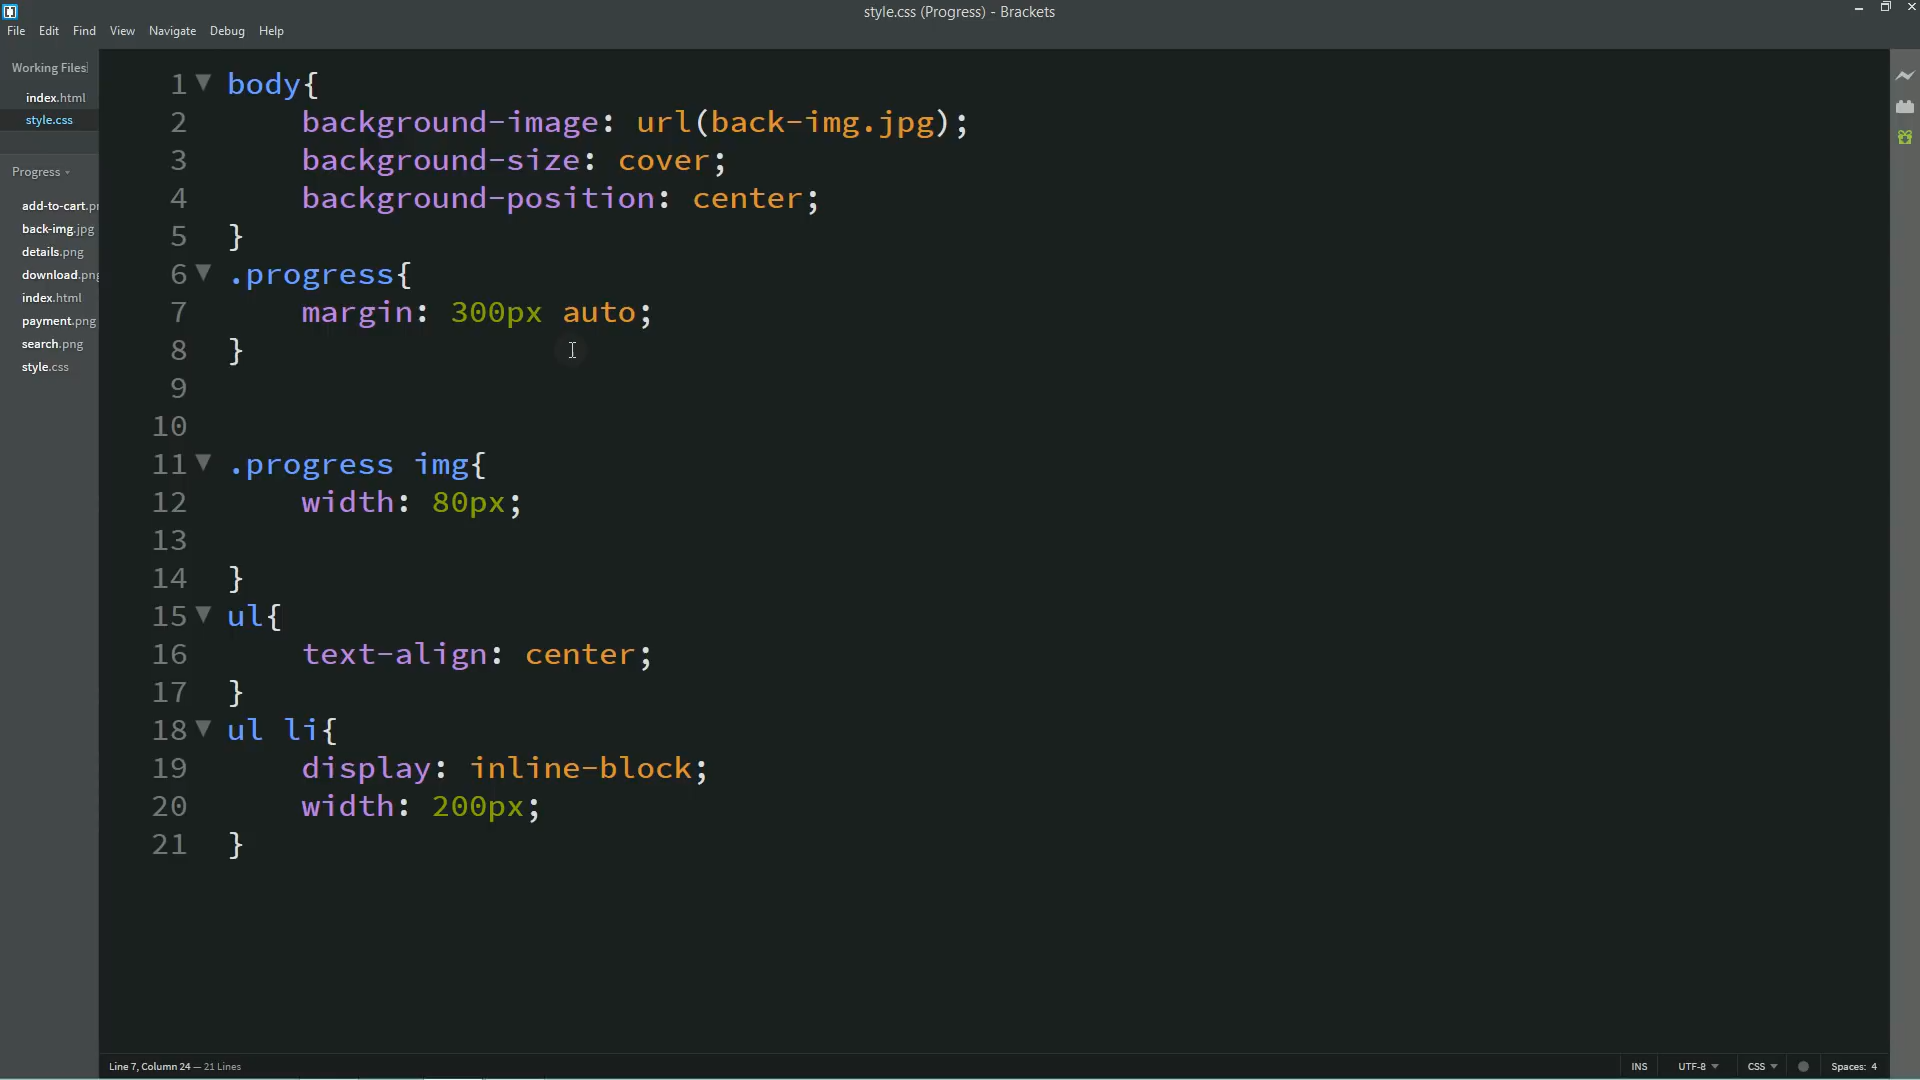 style.css (Progress) - Brackets
File Edit Find View Navigate Debug Help
Working Files
index.html
style.css
Progress
add-to-cart.pn
back-img.jpg
details.png
download.png
index.html
payment.png
search.png
style.css
1 body{
2 background-image: url(back-img.jpg);
3 background-size: cover;
4 background-position: center;
5 }
6 .progress{
7 margin: 300px auto;
8 }
9
10
11 .progress img{
12 width: 80px;
13
14 }
15 ul{
16 text-align: center;
17 }
18 ul li{
19 display: inline-block;
20 width: 200px;
21 }
Line 7, Column 24 — 21 Lines
INS UTF-8 CSS Spaces: 4